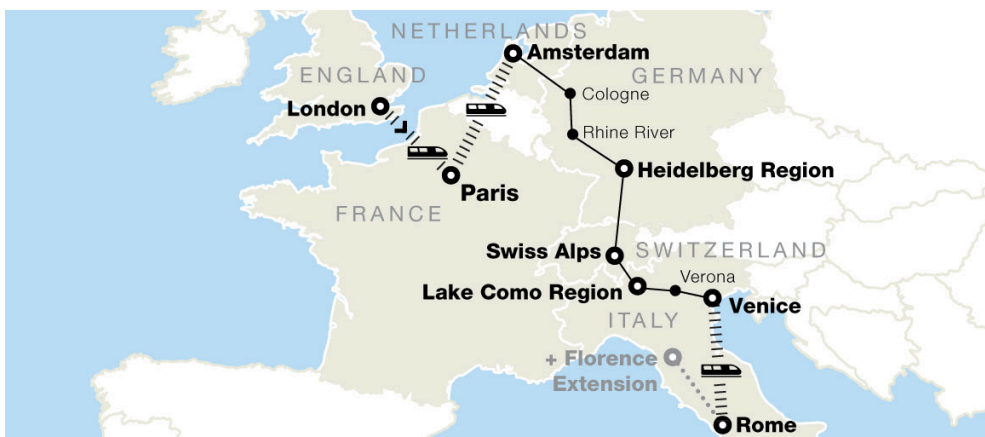 NETHERLANDS
Amsterdam
ENGLAND
GERMANY
Cologne
London
Rhine River
Heidelberg Region
Paris
FRANCE
Swiss Alps
SWITZERLAND
Verona
Lake Como Region
Venice
ITALY
+ Florence
Extension
Rome